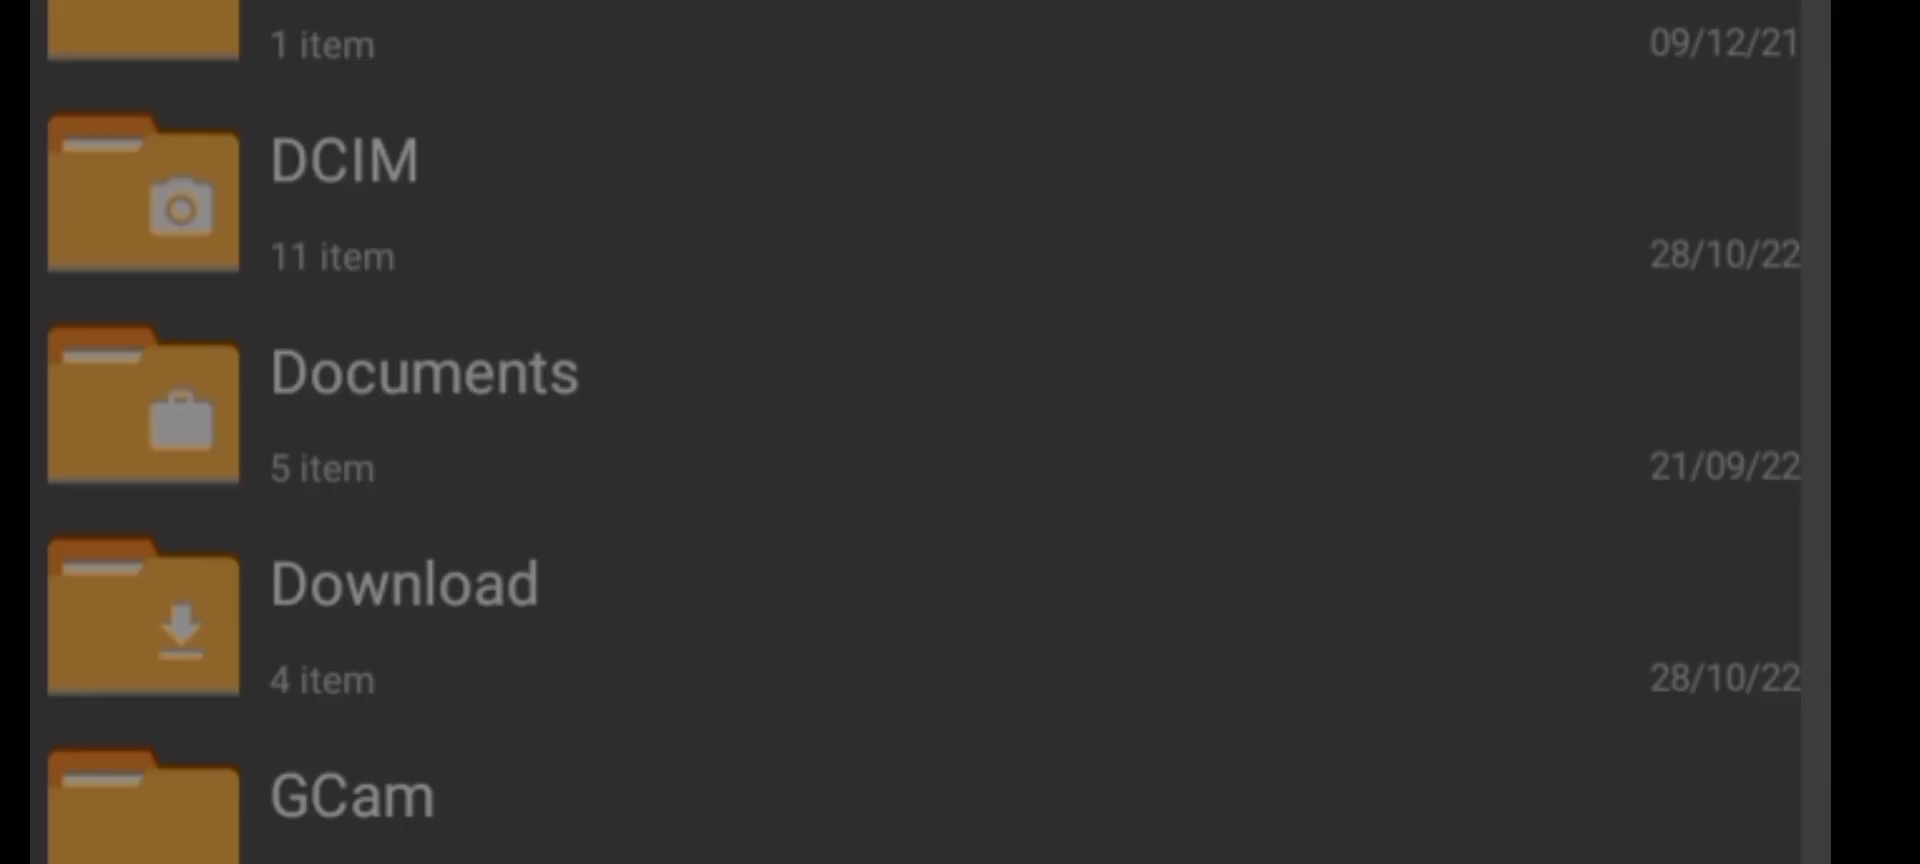 1 item 09/12/21
DCIM
11 item 28/10/22
Documents
5 item 21/09/22
Download
4 item 28/10/22
GCam